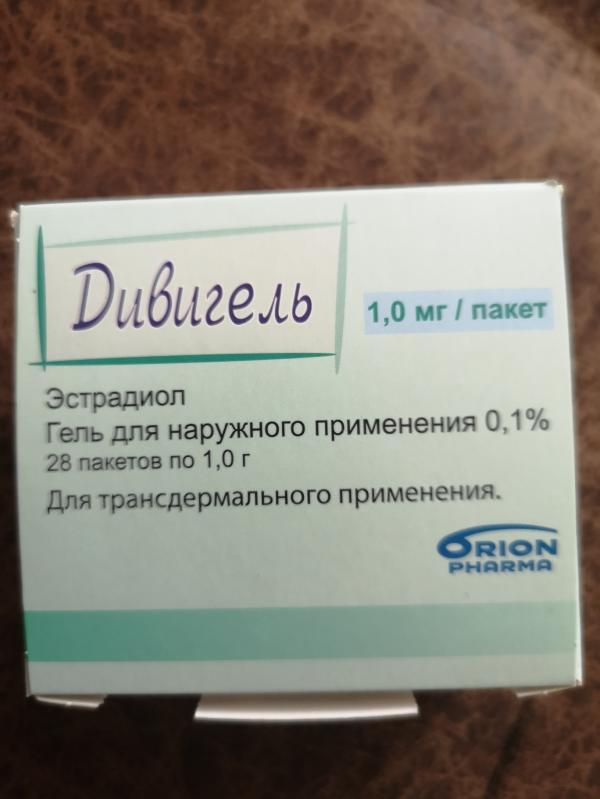 Дивигель
1,0 мг / пакет
Эстрадиол
Гель для наружного применения 0,1%
28 пакетов по 1,0 г
Для трансдермального применения.
ORION
PHARMA